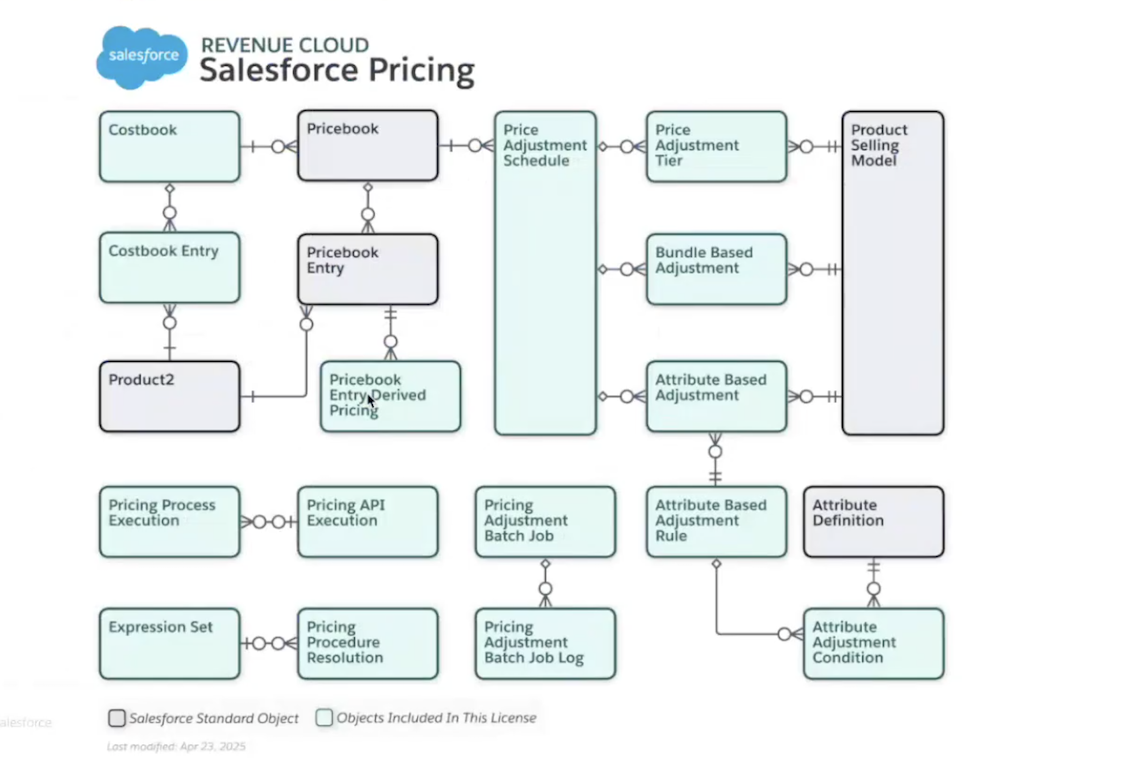 salesforce
REVENUE CLOUD
Salesforce Pricing
Costbook
Pricebook
Price
Adjustment
Schedule
Price
Adjustment
Tier
Product
Selling
Model
Costbook Entry
Pricebook
Entry
Bundle Based
Adjustment
Product2
Pricebook
Entry Derived
Pricing
Attribute Based
Adjustment
Pricing Process
Execution
Pricing API
Execution
Pricing
Adjustment
Batch Job
Attribute Based
Adjustment
Rule
Attribute
Definition
Expression Set
Pricing
Procedure
Resolution
Pricing
Adjustment
Batch Job Log
Attribute
Adjustment
Condition
Salesforce Standard Object
Objects Included In This License
alesforce
Last modified: Apr 23, 2025